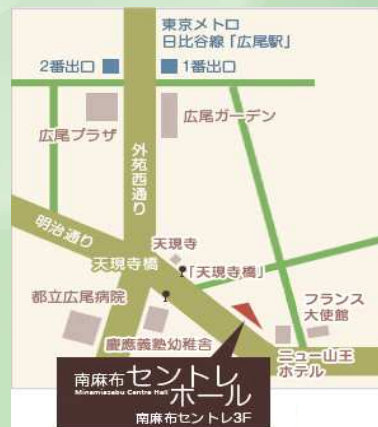 東京メトロ
日比谷線「広尾駅」
2番出口
1番出口
広尾プラザ
広尾ガーデン
外苑西通り
明治通り
天現寺
天現寺橋
「天現寺橋」
都立広尾病院
慶應義塾幼稚舎
フランス
大使館
ニュー山王
ホテル
南麻布セントレ
Minamiazabu Centre Hall
ホール
南麻布セントレ3F